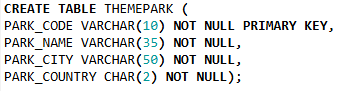 CREATE TABLE THEMEPARK (
PARK_CODE VARCHAR(10) NOT NULL PRIMARY KEY,
PARK_NAME VARCHAR(35) NOT NULL,
PARK_CITY VARCHAR(50) NOT NULL,
PARK_COUNTRY CHAR(2) NOT NULL);